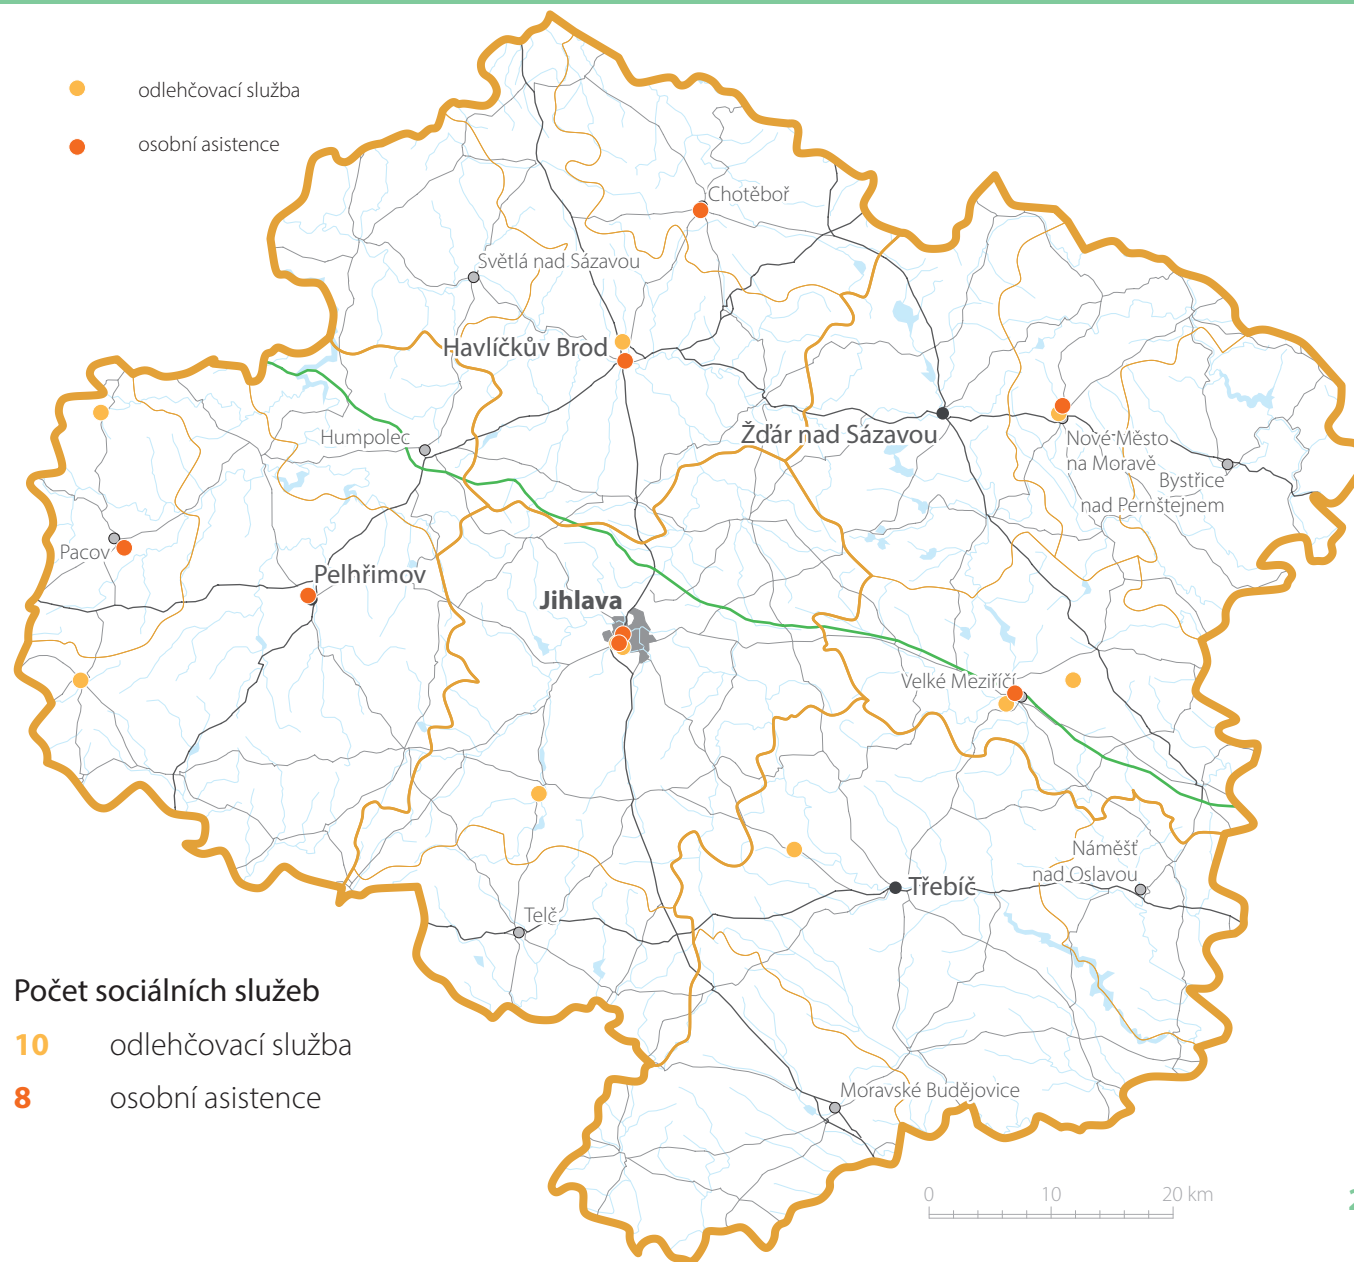 odlehčovací služba
osobní asistence
Chotěboř
Světlá nad Sázavou
Havlíčkův Brod
Žďár nad Sázavou
Humpolec
Nové Město
na Moravě
Bystřice
nad Pernštejnem
Pacov
Pelhřimov
Jihlava
Velké Meziříčí
Náměšť
nad Oslavou
Třebíč
Telč
Počet sociálních služeb
10 odlehčovací služba
8 osobní asistence
Moravské Budějovice
0 10 20 km